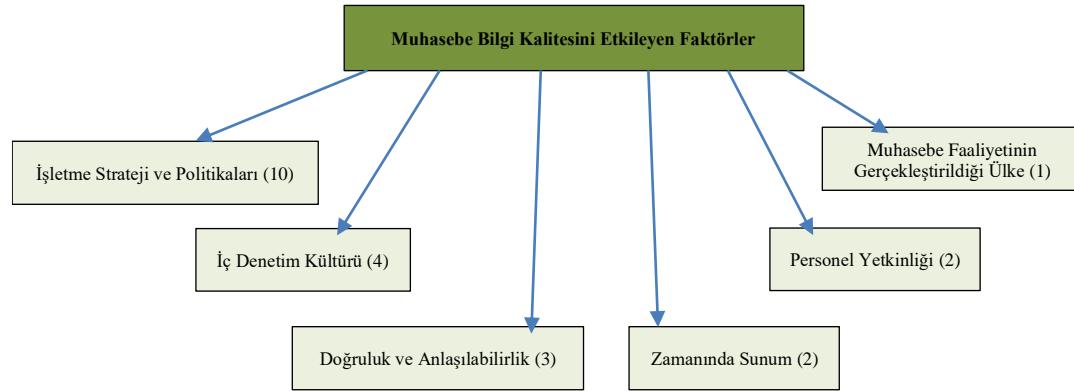 Muhasebe Bilgi Kalitesini Etkileyen Faktörler
İşletme Strateji ve Politikaları (10)
Muhasebe Faaliyetinin
Gerçekleştirildiği Ülke (1)
İç Denetim Kültürü (4)
Personel Yetkinliği (2)
Doğruluk ve Anlaşılabilirlik (3)
Zamanında Sunum (2)